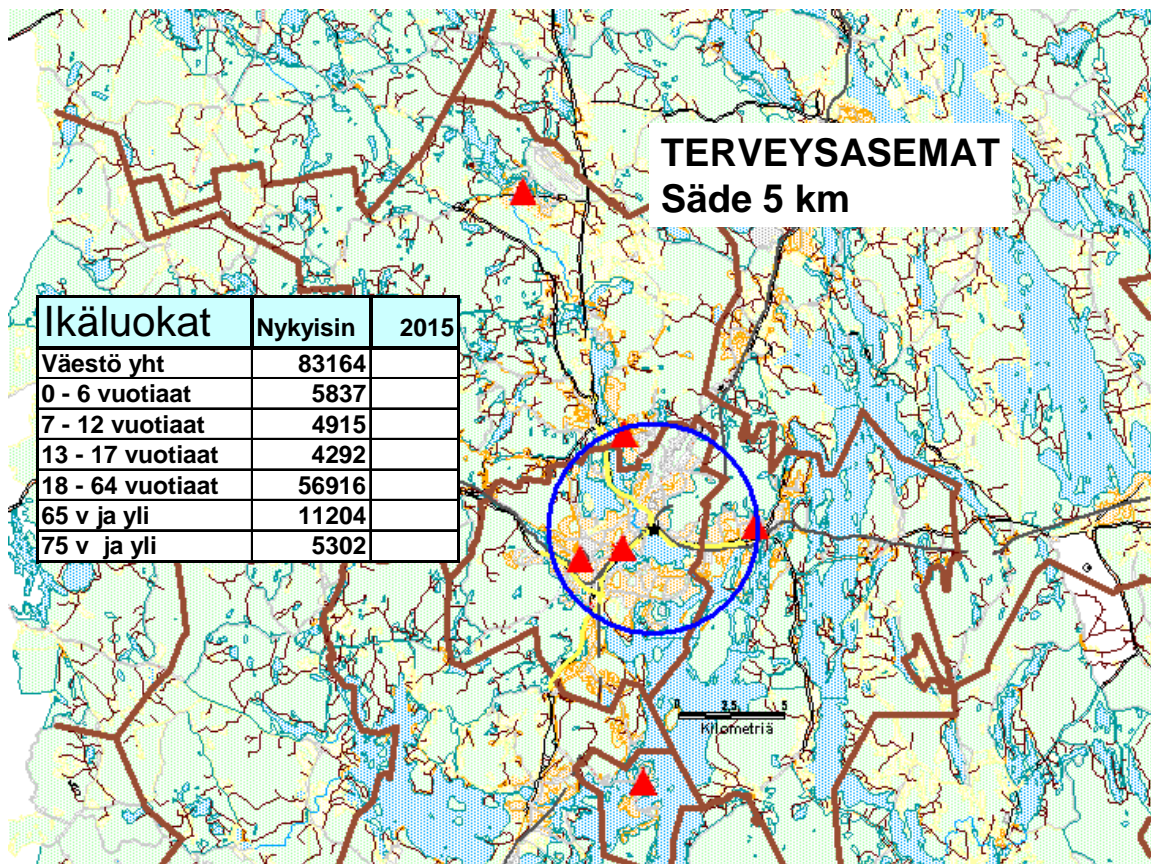 TERVEYSASEMAT
Säde 5 km
Ikäluokat Nykyisin 2015
Väestö yht 83164
0 - 6 vuotiaat 5837
7 - 12 vuotiaat 4915
13 - 17 vuotiaat 4292
18 - 64 vuotiaat 56916
65 v ja yli 11204
75 v ja yli 5302
0 2,5 5
Kilometriä